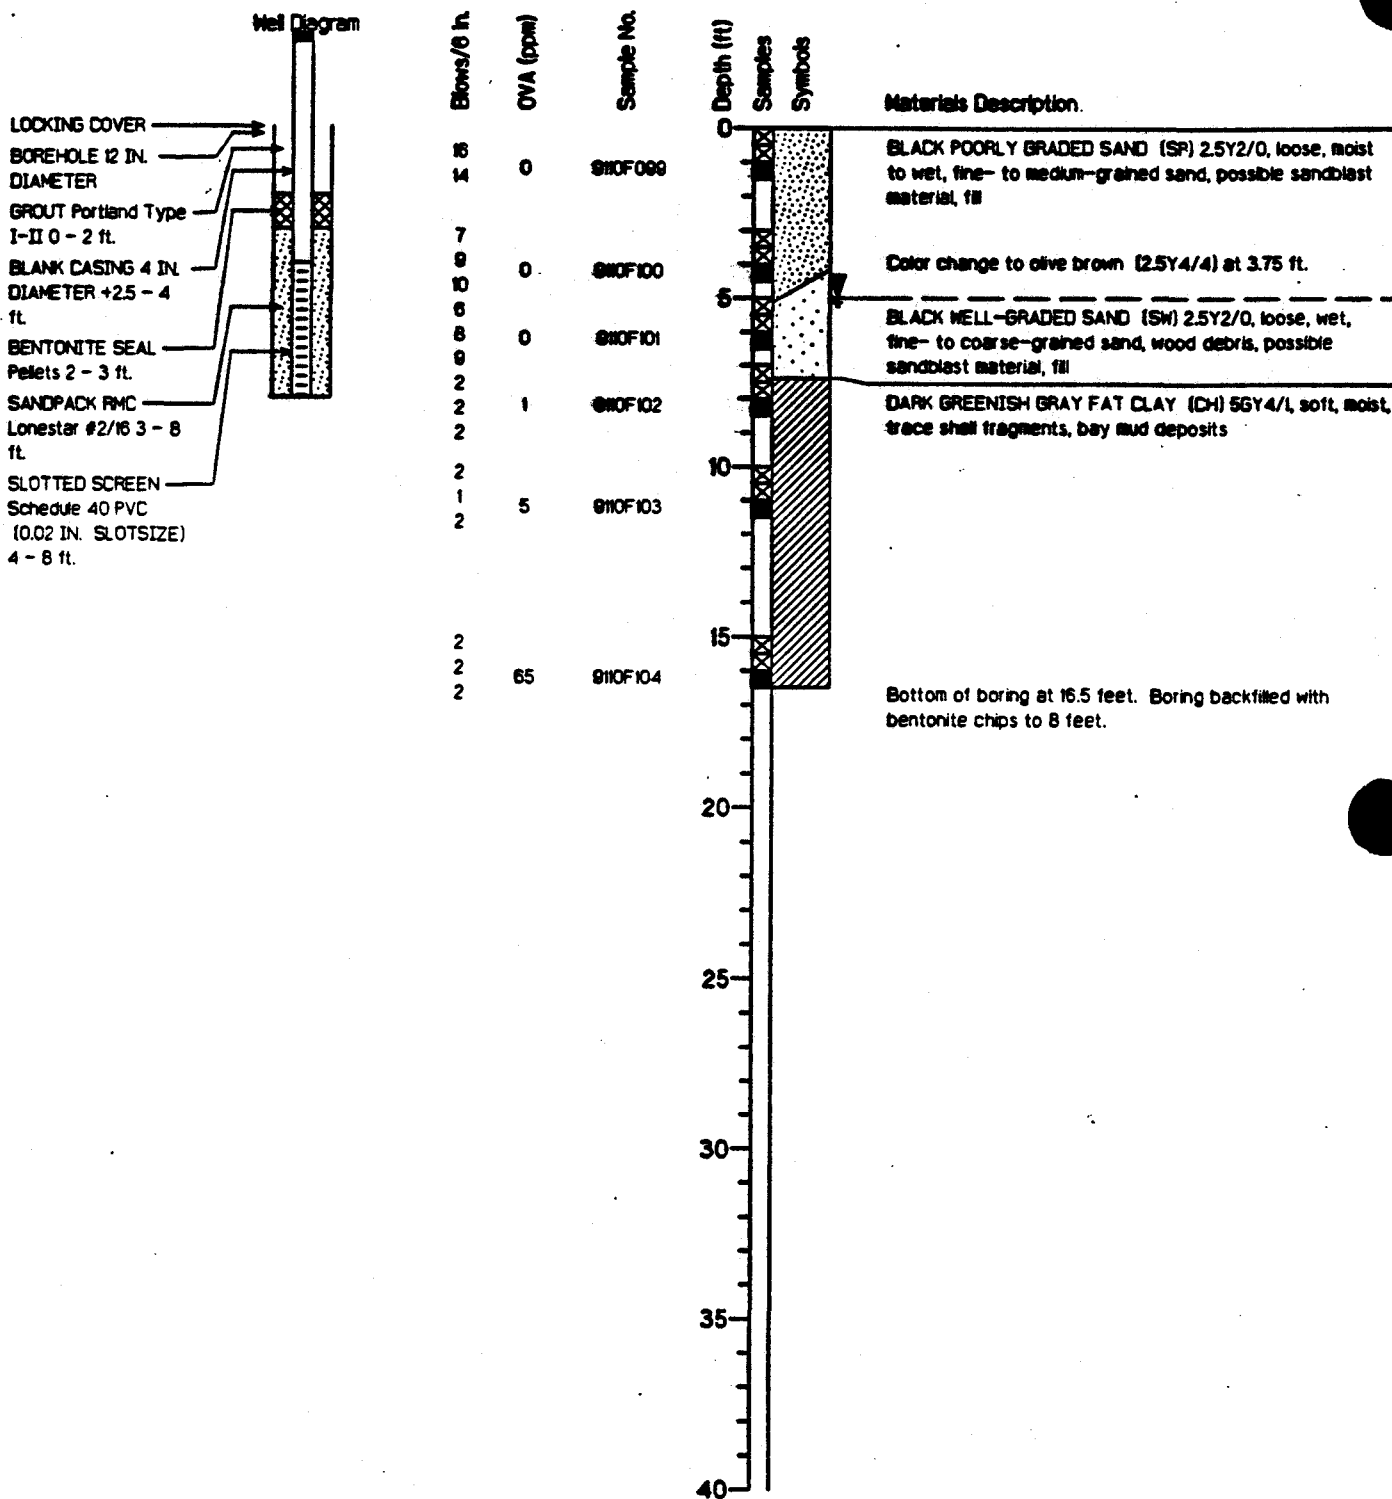 Well Diagram
Blows/6 in.
OVA (ppm)
Sample No.
Depth (ft)
Samples
Symbols
Materials Description.
LOCKING COVER
BOREHOLE 12 IN.
DIAMETER
GROUT Portland Type
I-II 0 - 2 ft.
BLANK CASING 4 IN.
DIAMETER +2.5 - 4
ft.
BENTONITE SEAL
Pellets 2 - 3 ft.
SANDPACK RMC
Lonestar #2/16 3 - 8
ft.
SLOTTED SCREEN
Schedule 40 PVC
(0.02 IN. SLOTSIZE)
4 - 8 ft.
16
14 0 9110F099
7
9
10 0 9110F100
6
8 0 9110F101
9
2
2 1 9110F102
2
2
1 5 9110F103
2
2
2 65 9110F104
2
0
5
10
15
20
25
30
35
40
BLACK POORLY GRADED SAND (SP) 2.5Y2/0, loose, moist
to wet, fine- to medium-grained sand, possible sandblast
material, fill
Color change to olive brown (2.5Y4/4) at 3.75 ft.
BLACK WELL-GRADED SAND (SW) 2.5Y2/0, loose, wet,
fine- to coarse-grained sand, wood debris, possible
sandblast material, fill
DARK GREENISH GRAY FAT CLAY (CH) 5GY4/1, soft, moist,
trace shell fragments, bay mud deposits
Bottom of boring at 16.5 feet. Boring backfilled with
bentonite chips to 8 feet.